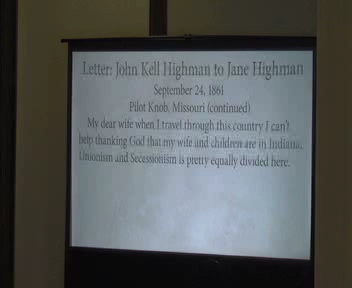 Letter: John Kell Highman to Jane Highman
September 24, 1861
Pilot Knob, Missouri (continued)
My dear wife when I travel through this country I can't
help thanking God that my wife and children are in Indiana.
Unionism and Secessionism is pretty equally divided here.